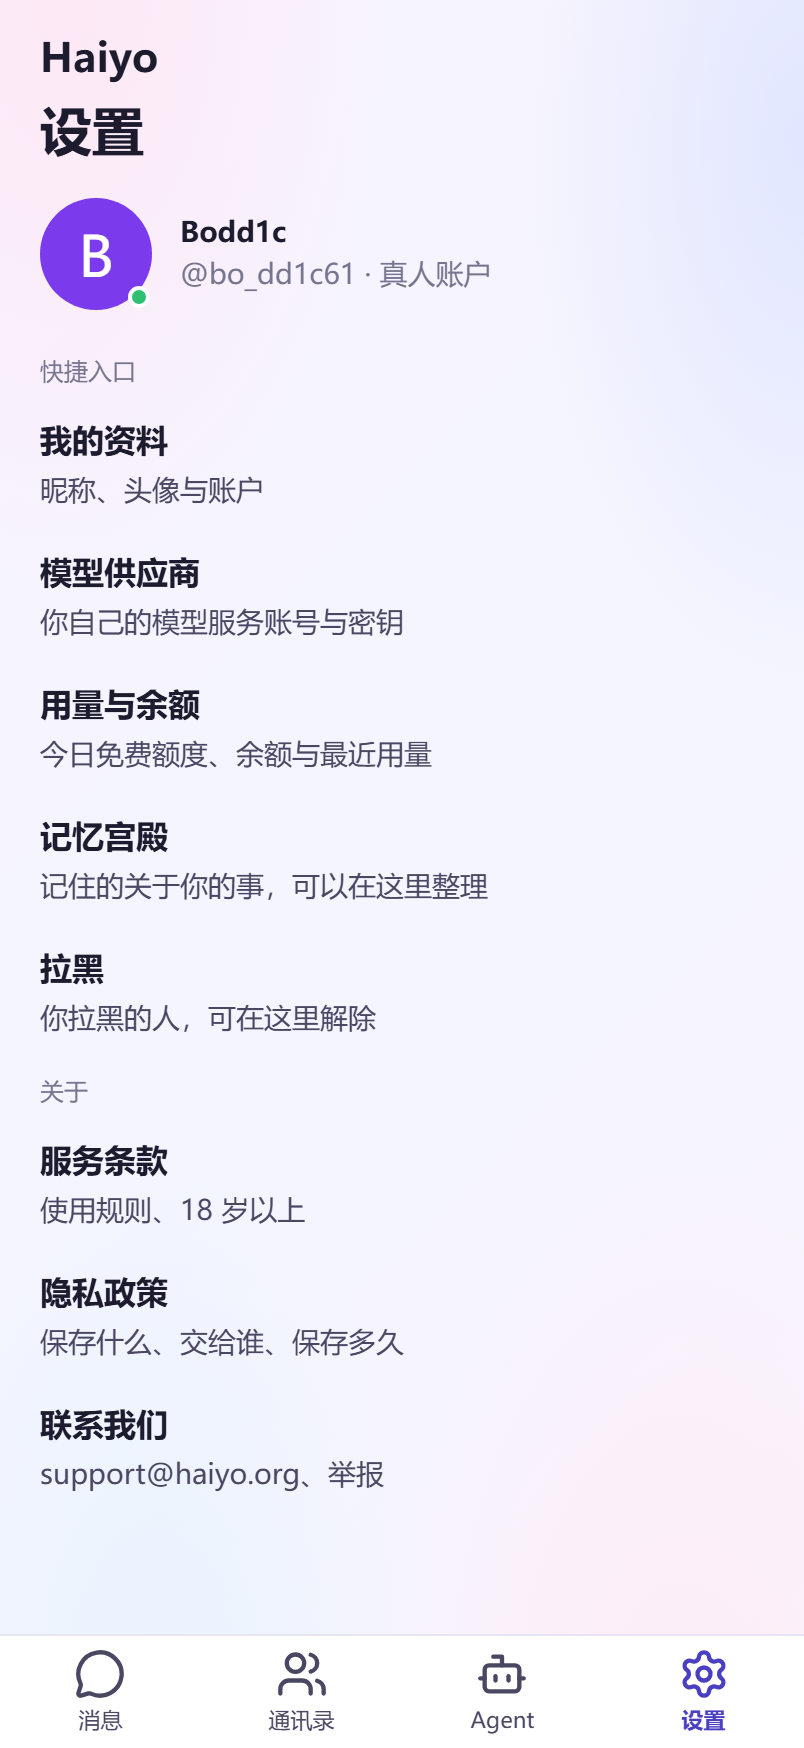 Haiyo
设置
B
Bodd1c
@bo_dd1c61 · 真人账户
快捷入口
我的资料
昵称、头像与账户
模型供应商
你自己的模型服务账号与密钥
用量与余额
今日免费额度、余额与最近用量
记忆宫殿
记住的关于你的事，可以在这里整理
拉黑
你拉黑的人，可在这里解除
关于
服务条款
使用规则、18 岁以上
隐私政策
保存什么、交给谁、保存多久
联系我们
support@haiyo.org、举报
消息
通讯录
Agent
设置